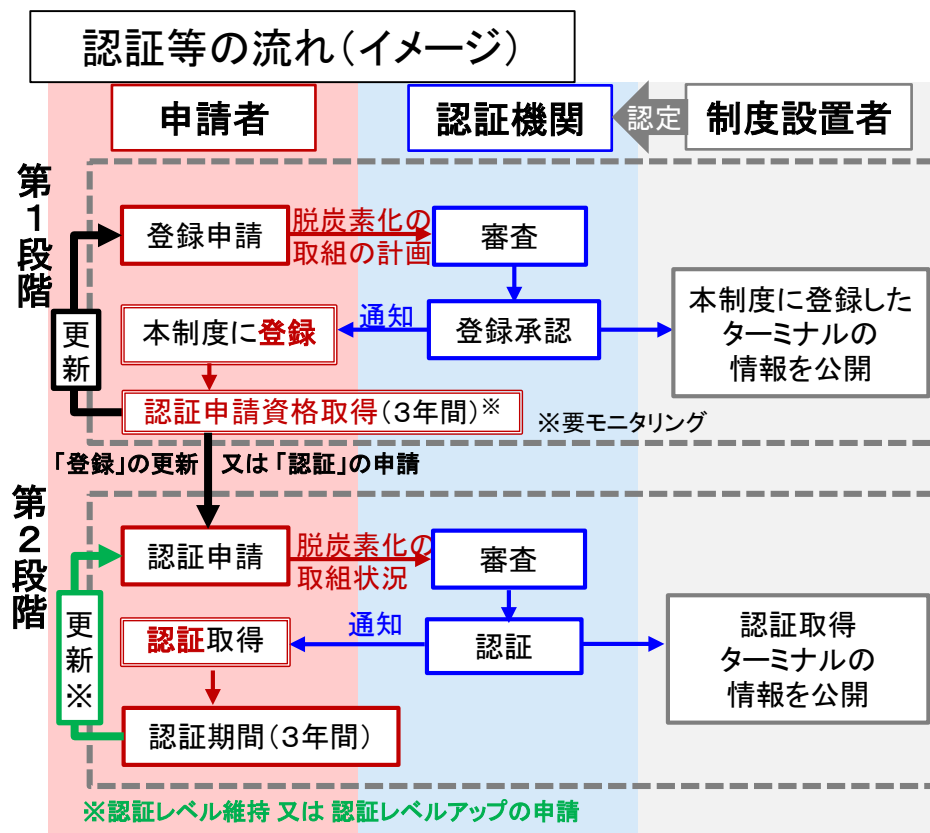 認証等の流れ(イメージ)
申請者
認証機関
認定
制度設置者
第1段階
登録申請
脱炭素化の
取組の計画
審査
本制度に登録
通知
登録承認
本制度に登録した
ターミナルの
情報を公開
更新
認証申請資格取得(3年間)※
※要モニタリング
「登録」の更新 又は 「認証」の申請
第2段階
認証申請
脱炭素化の
取組状況
審査
更新※
認証取得
通知
認証
認証取得
ターミナルの
情報を公開
認証期間(3年間)
※認証レベル維持 又は 認証レベルアップの申請